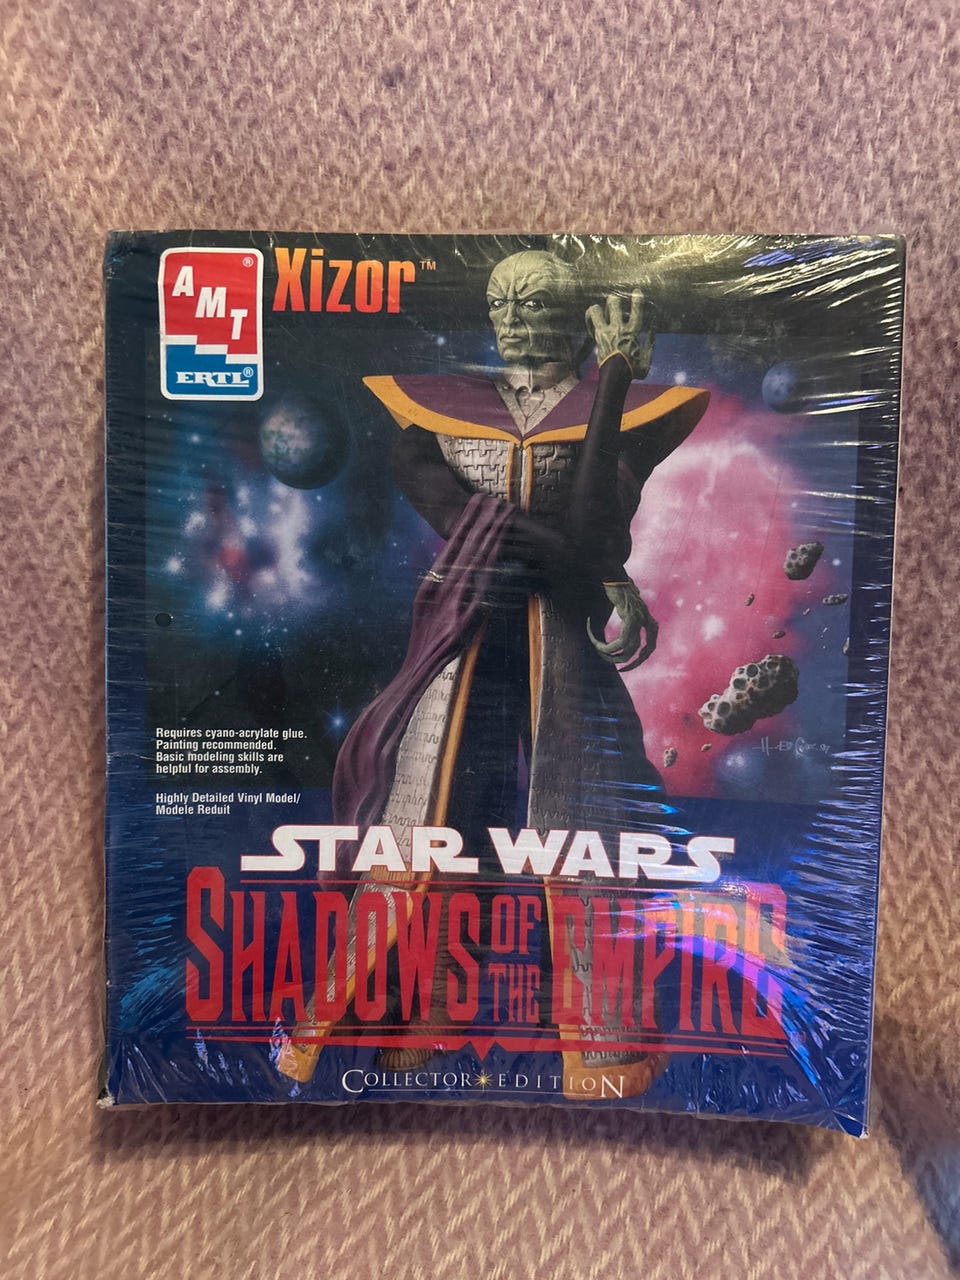 AMT
ERTL®
®
Xizor™
Requires cyano-acrylate glue.
Painting recommended.
Basic modeling skills are
helpful for assembly.
Highly Detailed Vinyl Model/
Modele Reduit
STAR WARS
SHADOWS OF THE EMPIRE
COLLECTOR EDITION